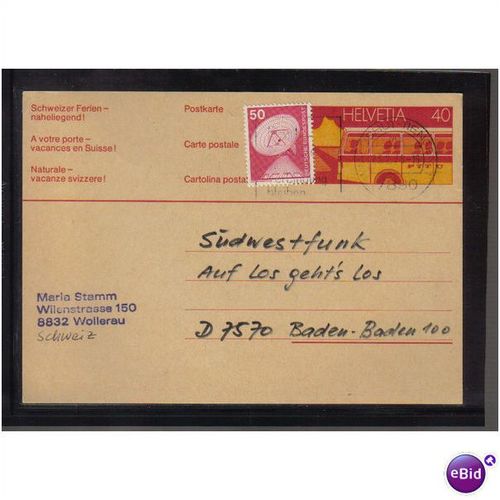 Schweizer Ferien –
naheliegend!
A votre porte –
vacances en Suisse!
Naturale –
vacanze svizzere!
Postkarte
Carte postale
Cartolina postale
50
DEUTSCHE BUNDESPOST
HELVETIA 40
bleiben
Südwestfunk
Auf Los geht's los
D 7570 Baden-Baden 100
Maria Stamm
Wilenstrasse 150
8832 Wollerau
Schweiz
eBid